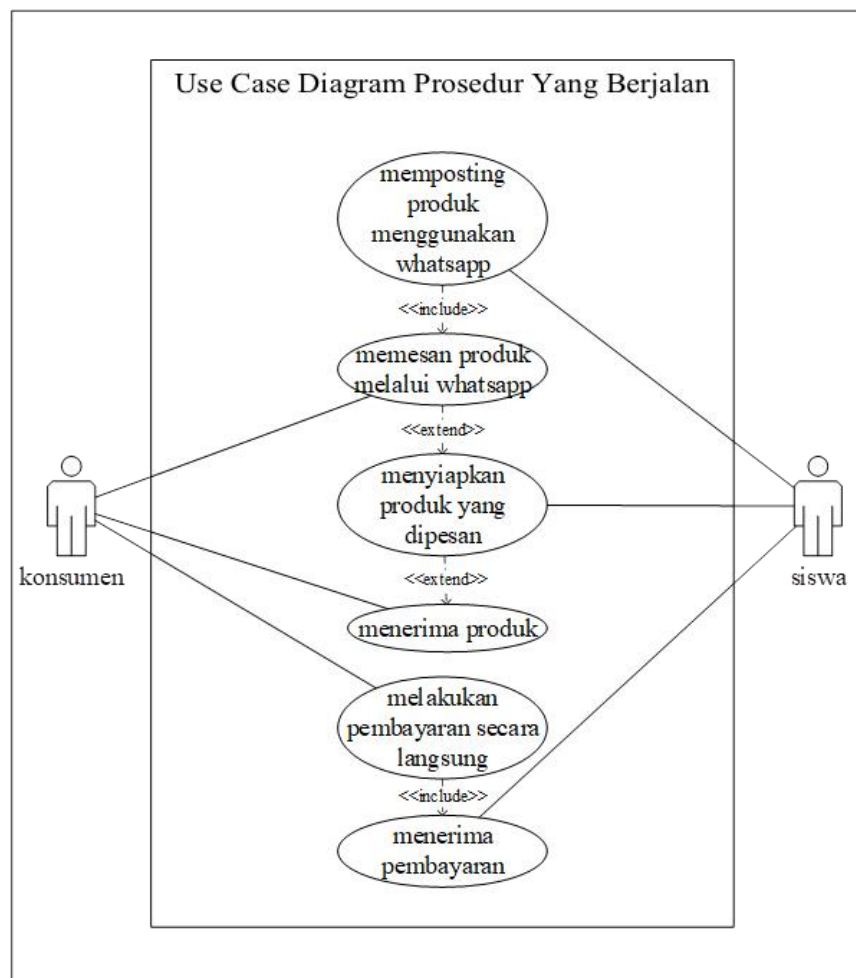 Use Case Diagram Prosedur Yang Berjalan
memposting
produk
menggunakan
whatsapp
<<include>>
memesan produk
melalui whatsapp
<<extend>>
menyiapkan
produk yang
dipesan
<<extend>>
konsumen
siswa
menerima produk
melakukan
pembayaran secara
langsung
<<include>>
menerima
pembayaran